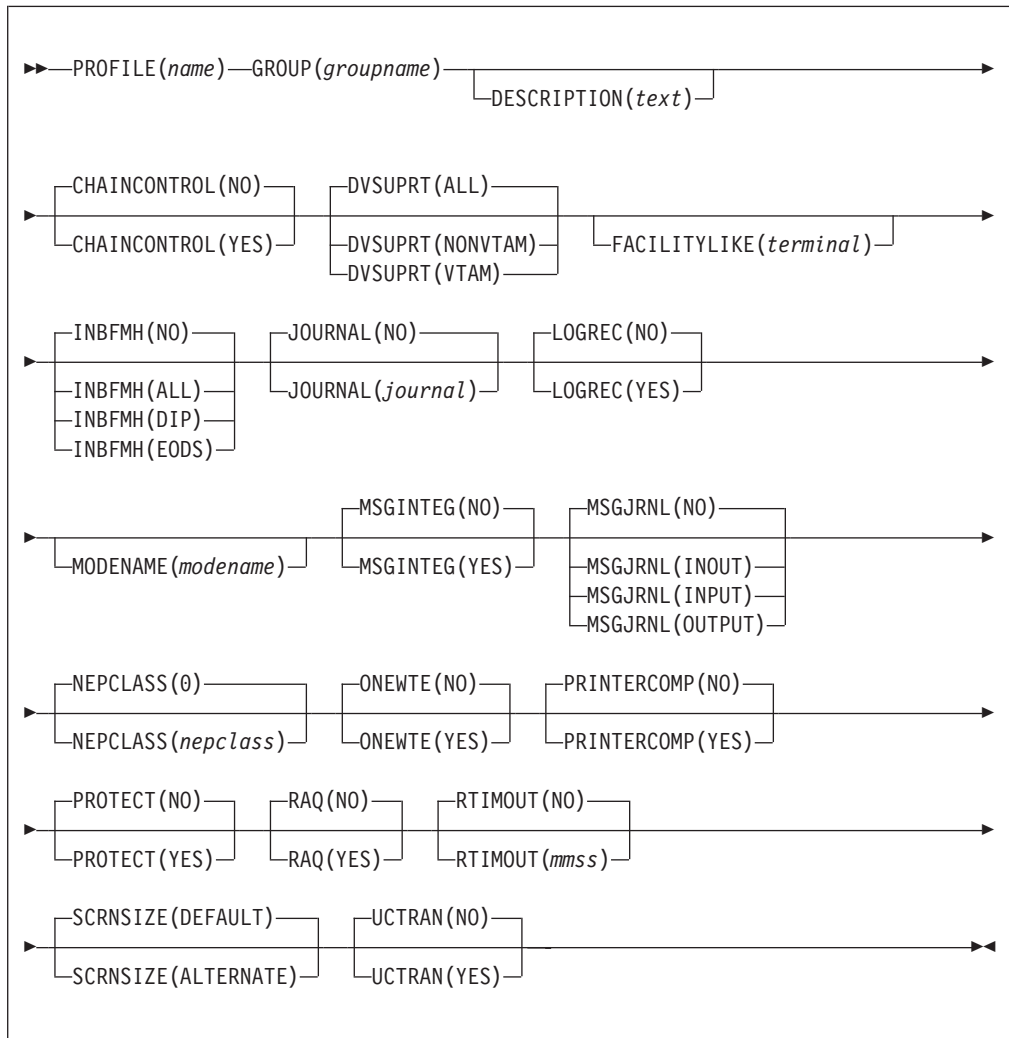 PROFILE(name) GROUP(groupname)
DESCRIPTION(text)
CHAINCONTROL(NO) DVSUPRT(ALL)
CHAINCONTROL(YES) DVSUPRT(NONVTAM) FACILITYLIKE(terminal)
DVSUPRT(VTAM)
INBFMH(NO) JOURNAL(NO) LOGREC(NO)
INBFMH(ALL) JOURNAL(journal) LOGREC(YES)
INBFMH(DIP)
INBFMH(EODS)
MSGINTEG(NO) MSGJRNL(NO)
MODENAME(modename) MSGINTEG(YES) MSGJRNL(INOUT)
MSGJRNL(INPUT)
MSGJRNL(OUTPUT)
NEPCLASS(0) ONEWTE(NO) PRINTERCOMP(NO)
NEPCLASS(nepclass) ONEWTE(YES) PRINTERCOMP(YES)
PROTECT(NO) RAQ(NO) RTIMOUT(NO)
PROTECT(YES) RAQ(YES) RTIMOUT(mmss)
SCRNSIZE(DEFAULT) UCTRAN(NO)
SCRNSIZE(ALTERNATE) UCTRAN(YES)